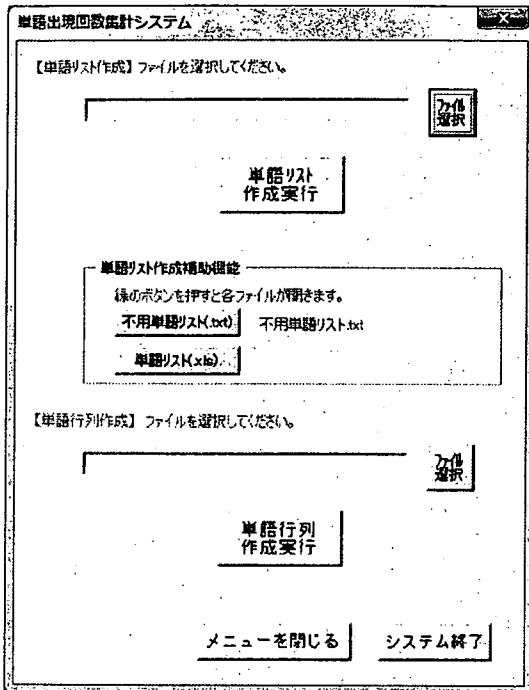 単語出現回数集計システム
【単語リスト作成】ファイルを選択してください。
ファイル
選択
単語リスト
作成実行
単語リスト作成補助機能
緑のボタンを押すと各ファイルが開きます。
不用単語リスト(.txt)
不用単語リスト.txt
単語リスト(.xls)
【単語行列作成】ファイルを選択してください。
ファイル
選択
単語行列
作成実行
メニューを閉じる
システム終了